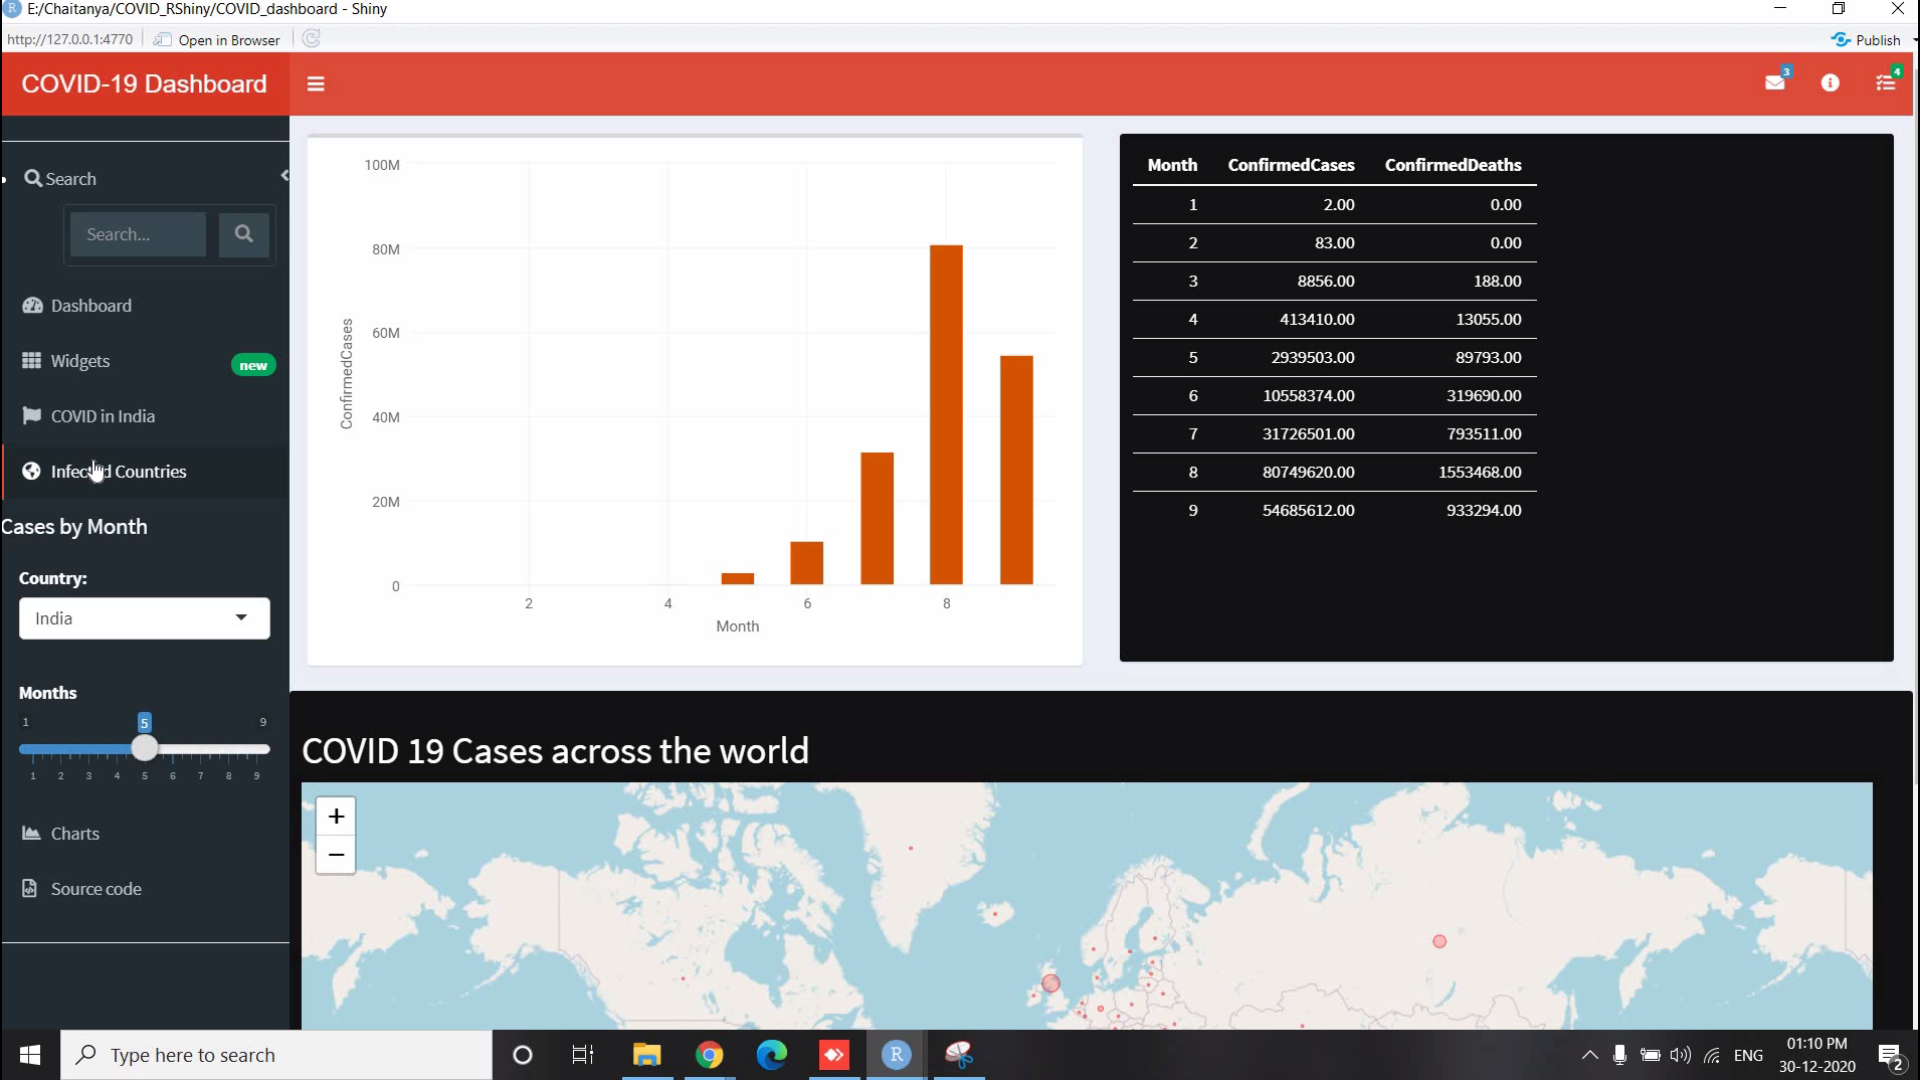 E:/Chaitanya/COVID_RShiny/COVID_dashboard - Shiny
http://127.0.0.1:4770 Open in Browser Publish
COVID-19 Dashboard 3 4
Search
Search...
Dashboard
Widgets new
COVID in India
Infected Countries
Cases by Month
Country:
India
Months
1 5 9
1 2 3 4 5 6 7 8 9
Charts
Source code
100M
80M
60M
40M
20M
0
ConfirmedCases
2 4 6 8
Month
Month ConfirmedCases ConfirmedDeaths
1 2.00 0.00
2 83.00 0.00
3 8856.00 188.00
4 413410.00 13055.00
5 2939503.00 89793.00
6 10558374.00 319690.00
7 31726501.00 793511.00
8 80749620.00 1553468.00
9 54685612.00 933294.00
COVID 19 Cases across the world
+
−
Type here to search
R
ENG
01:10 PM
30-12-2020
2